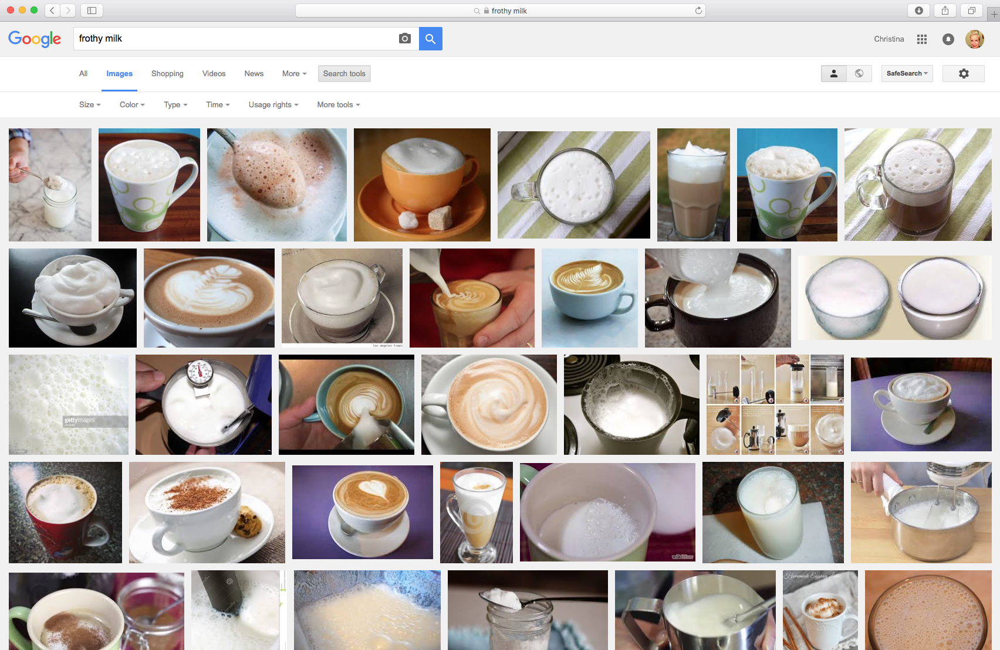 frothy milk
Google
frothy milk
Christina
All
Images
Shopping
Videos
News
More
Search tools
SafeSearch
Size
Color
Type
Time
Usage rights
More tools
los angeles times
gettyimages
wikiHow
Homemade Eggnog Latte